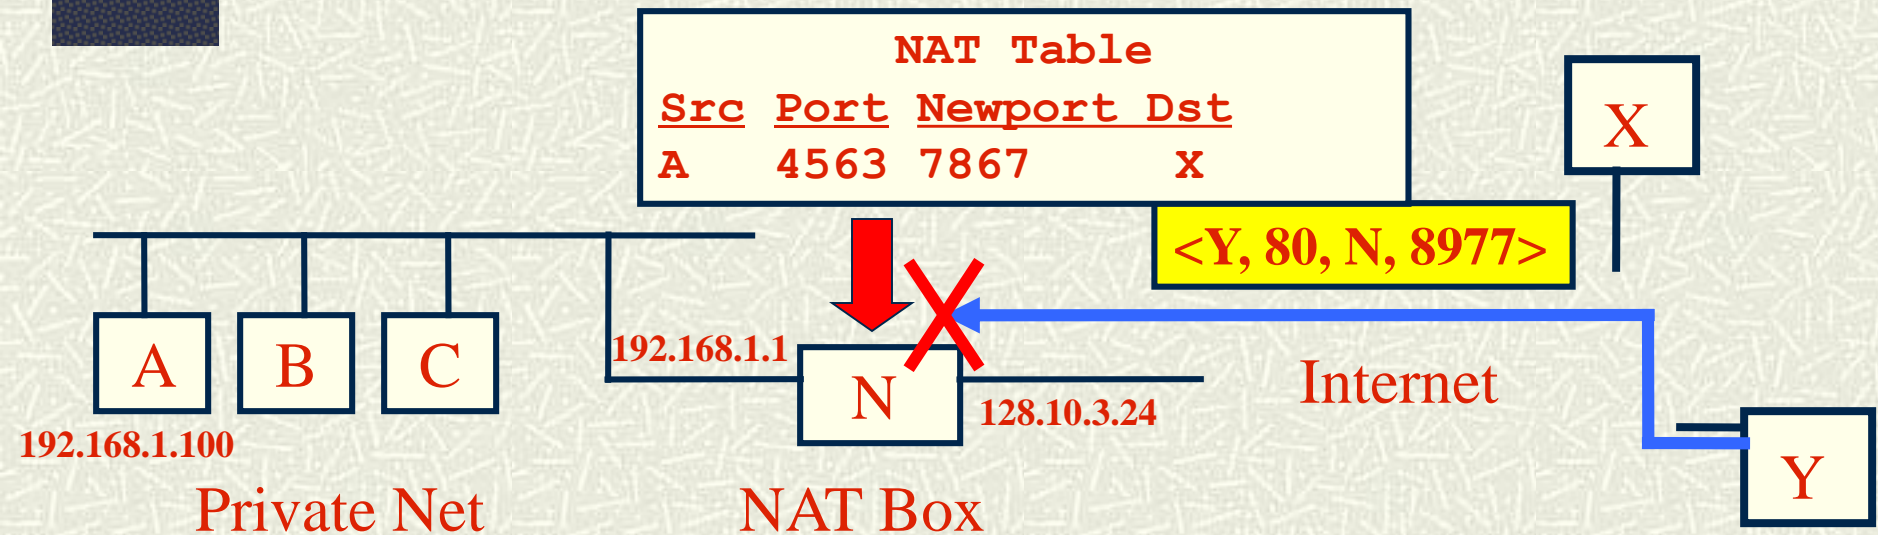 NAT Table
Src Port Newport Dst
A 4563 7867 X
X
<Y, 80, N, 8977>
192.168.1.1
A
B
C
N
Internet
128.10.3.24
192.168.1.100
Y
Private Net
NAT Box